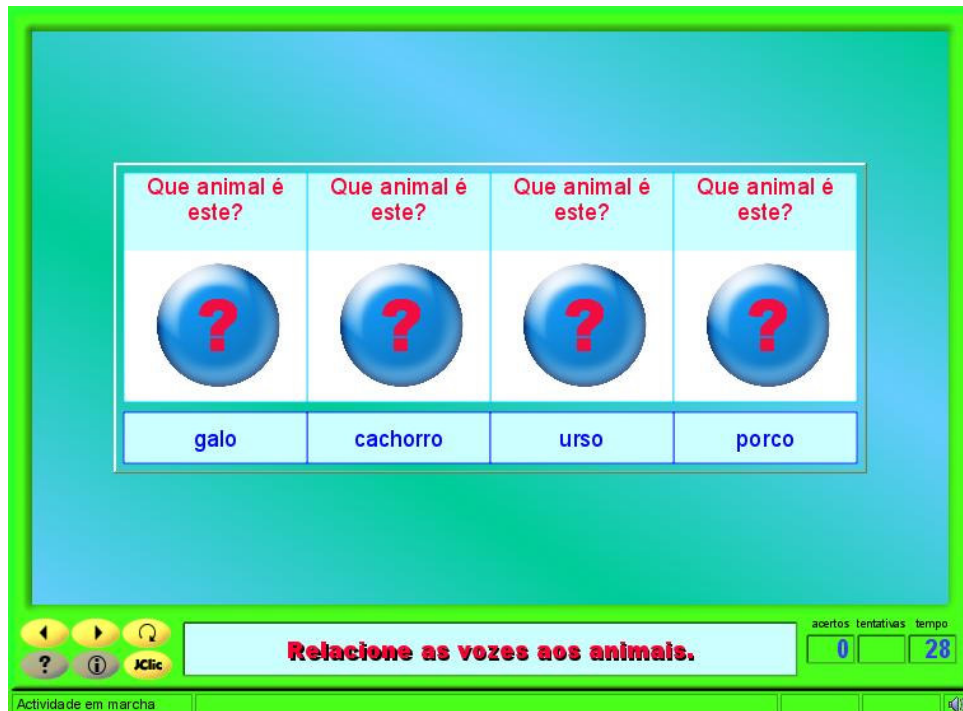 Que animal é este?
Que animal é este?
Que animal é este?
Que animal é este?
?
?
?
?
galo
cachorro
urso
porco
Relacione as vozes aos animais.
acertos tentativas tempo
0
28
?
i
JClic
Actividade em marcha